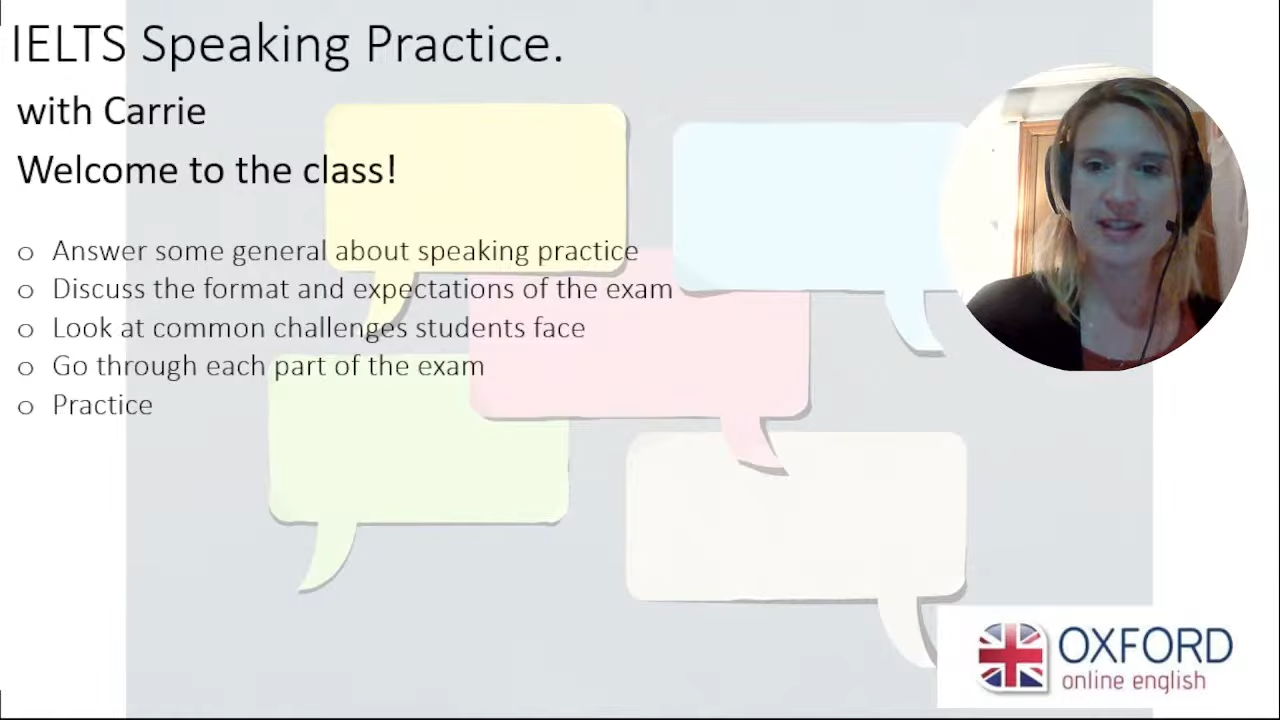 IELTS Speaking Practice.
with Carrie
Welcome to the class!
o Answer some general about speaking practice
o Discuss the format and expectations of the exam
o Look at common challenges students face
o Go through each part of the exam
o Practice
OXFORD
online english